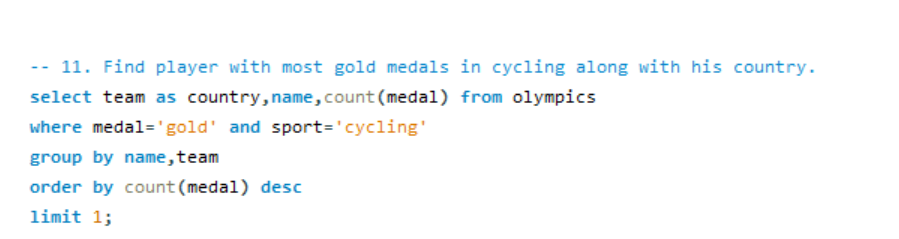 -- 11. Find player with most gold medals in cycling along with his country.
select team as country,name,count(medal) from olympics
where medal='gold' and sport='cycling'
group by name,team
order by count(medal) desc
limit 1;